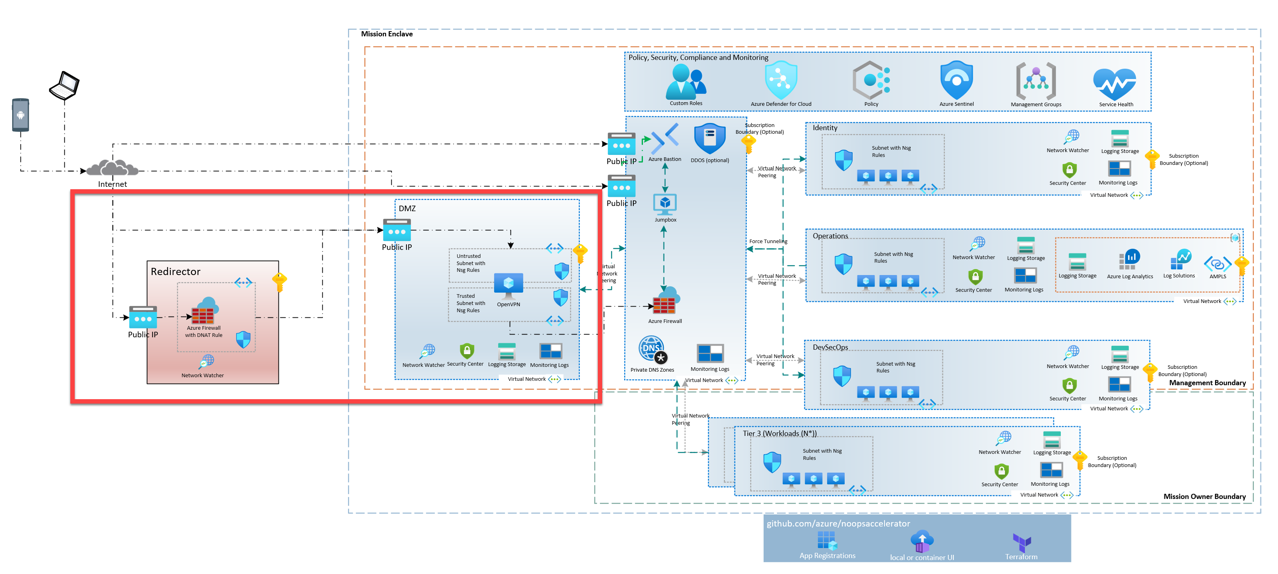 Mission Enclave
Policy, Security, Compliance and Monitoring
Custom Roles
Azure Defender for Cloud
Policy
Azure Sentinel
Management Groups
Service Health
Internet
Public IP
Public IP
Azure Bastion
DDOS (optional)
Subscription
Boundary (Optional)
Jumpbox
Azure Firewall
Private DNS Zones
DNS
Monitoring Logs
Virtual Network
Virtual Network
Peering
Force Tunneling
Virtual Network
Peering
Virtual Network
Peering
Virtual Network
Peering
Virtual
Network
Peering
Identity
Subnet with Nsg
Rules
Network Watcher
Logging Storage
Security Center
Monitoring Logs
Virtual Network
Subscription
Boundary (Optional)
Operations
Subnet with Nsg
Rules
Network Watcher
Logging Storage
Security Center
Monitoring Logs
Logging Storage
Azure Log Analytics
Log Solutions
AMPLS
Virtual Network
DevSecOps
Subnet with Nsg
Rules
Network Watcher
Logging Storage
Security Center
Monitoring Logs
Virtual Network
Subscription
Boundary (Optional)
Management Boundary
Tier 3 (Workloads (N*))
Subnet with Nsg
Rules
Network Watcher
Logging Storage
Security Center
Monitoring Logs
Virtual Network
Subscription
Boundary (Optional)
Mission Owner Boundary
DMZ
Public IP
Untrusted
Subnet with
Nsg Rules
OpenVPN
Trusted
Subnet with
Nsg Rules
Network Watcher
Security Center
Logging Storage
Monitoring Logs
Virtual Network
Redirector
Public IP
Azure Firewall
with DNAT Rule
Network Watcher
github.com/azure/noopsaccelerator
App Registrations
local or container UI
Terraform